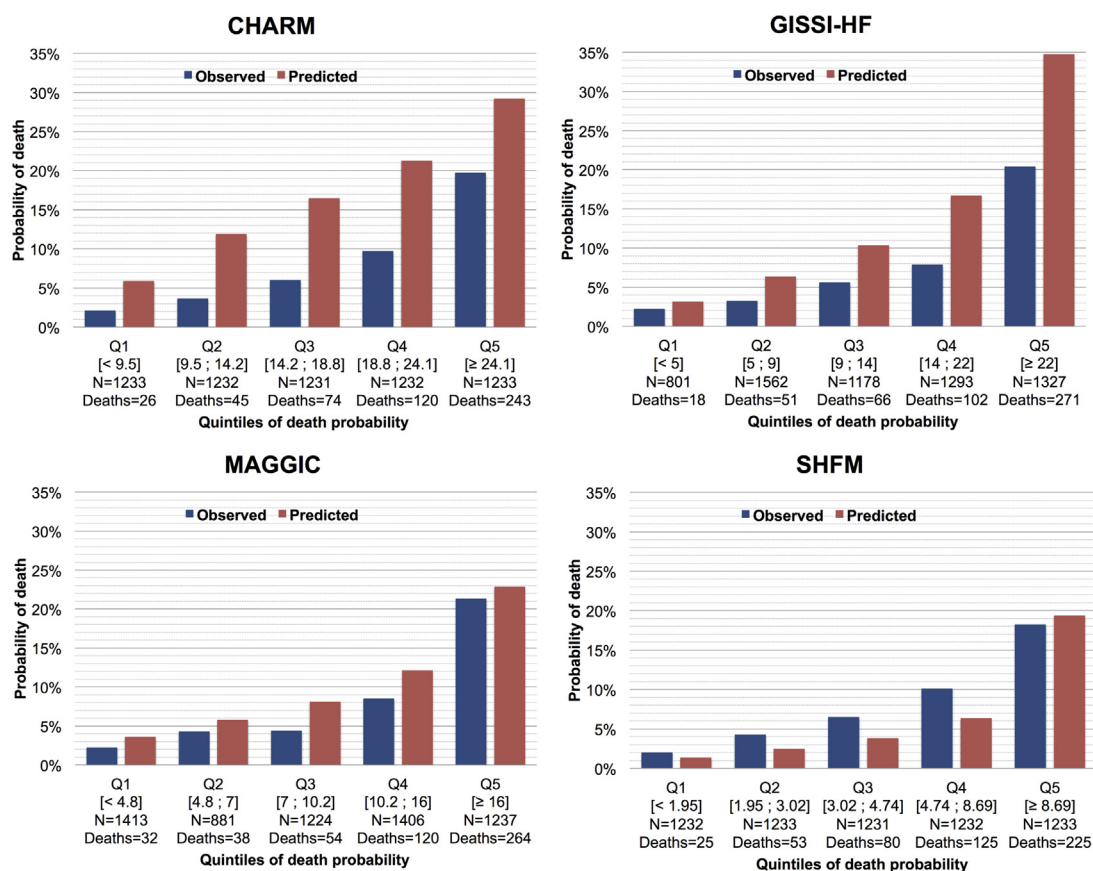 CHARM
35%
30%
25%
20%
15%
10%
5%
0%
Probability of death
Observed Predicted
Q1 Q2 Q3 Q4 Q5
[< 9.5] [9.5 ; 14.2] [14.2 ; 18.8] [18.8 ; 24.1] [≥ 24.1]
N=1233 N=1232 N=1231 N=1232 N=1233
Deaths=26 Deaths=45 Deaths=74 Deaths=120 Deaths=243
Quintiles of death probability
GISSI-HF
35%
30%
25%
20%
15%
10%
5%
0%
Probability of death
Observed Predicted
Q1 Q2 Q3 Q4 Q5
[< 5] [5 ; 9] [9 ; 14] [14 ; 22] [≥ 22]
N=801 N=1562 N=1178 N=1293 N=1327
Deaths=18 Deaths=51 Deaths=66 Deaths=102 Deaths=271
Quintiles of death probability
MAGGIC
35%
30%
25%
20%
15%
10%
5%
0%
Probability of death
Observed Predicted
Q1 Q2 Q3 Q4 Q5
[< 4.8] [4.8 ; 7] [7 ; 10.2] [10.2 ; 16] [≥ 16]
N=1413 N=881 N=1224 N=1406 N=1237
Deaths=32 Deaths=38 Deaths=54 Deaths=120 Deaths=264
Quintiles of death probability
SHFM
35%
30%
25%
20%
15%
10%
5%
0%
Probability of death
Observed Predicted
Q1 Q2 Q3 Q4 Q5
[< 1.95] [1.95 ; 3.02] [3.02 ; 4.74] [4.74 ; 8.69] [≥ 8.69]
N=1232 N=1233 N=1231 N=1232 N=1233
Deaths=25 Deaths=53 Deaths=80 Deaths=125 Deaths=225
Quintiles of death probability